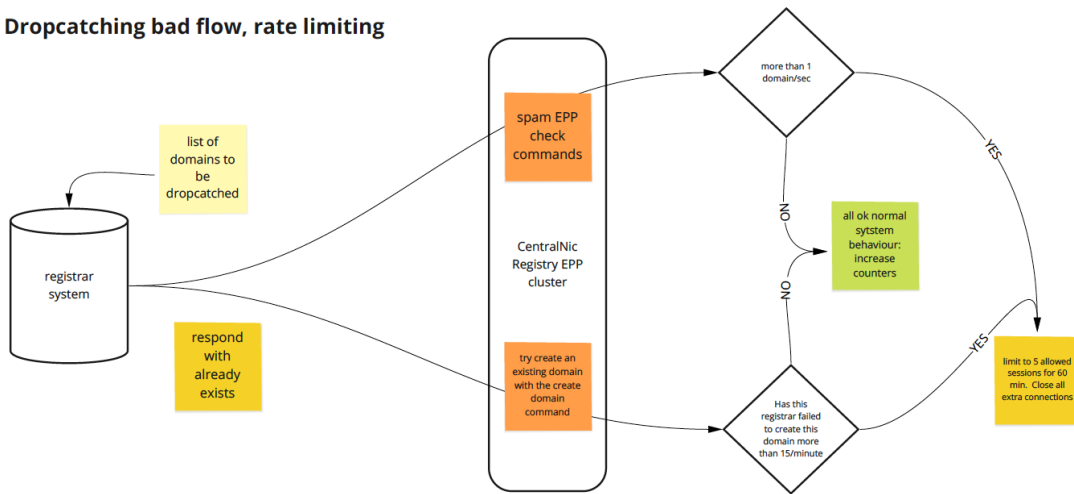 Dropcatching bad flow, rate limiting
list of
domains to
be
dropcatched
registrar
system
respond
with
already
exists
spam EPP
check
commands
CentralNic
Registry EPP
cluster
try create an
existing domain
with the create
domain
command
more than 1
domain/sec
YES
NO
all ok normal
sytstem
behaviour:
increase
counters
NO
YES
Has this
registrar failed
to create this
domain more
than 15/minute
limit to 5 allowed
sessions for 60
min. Close all
extra connections